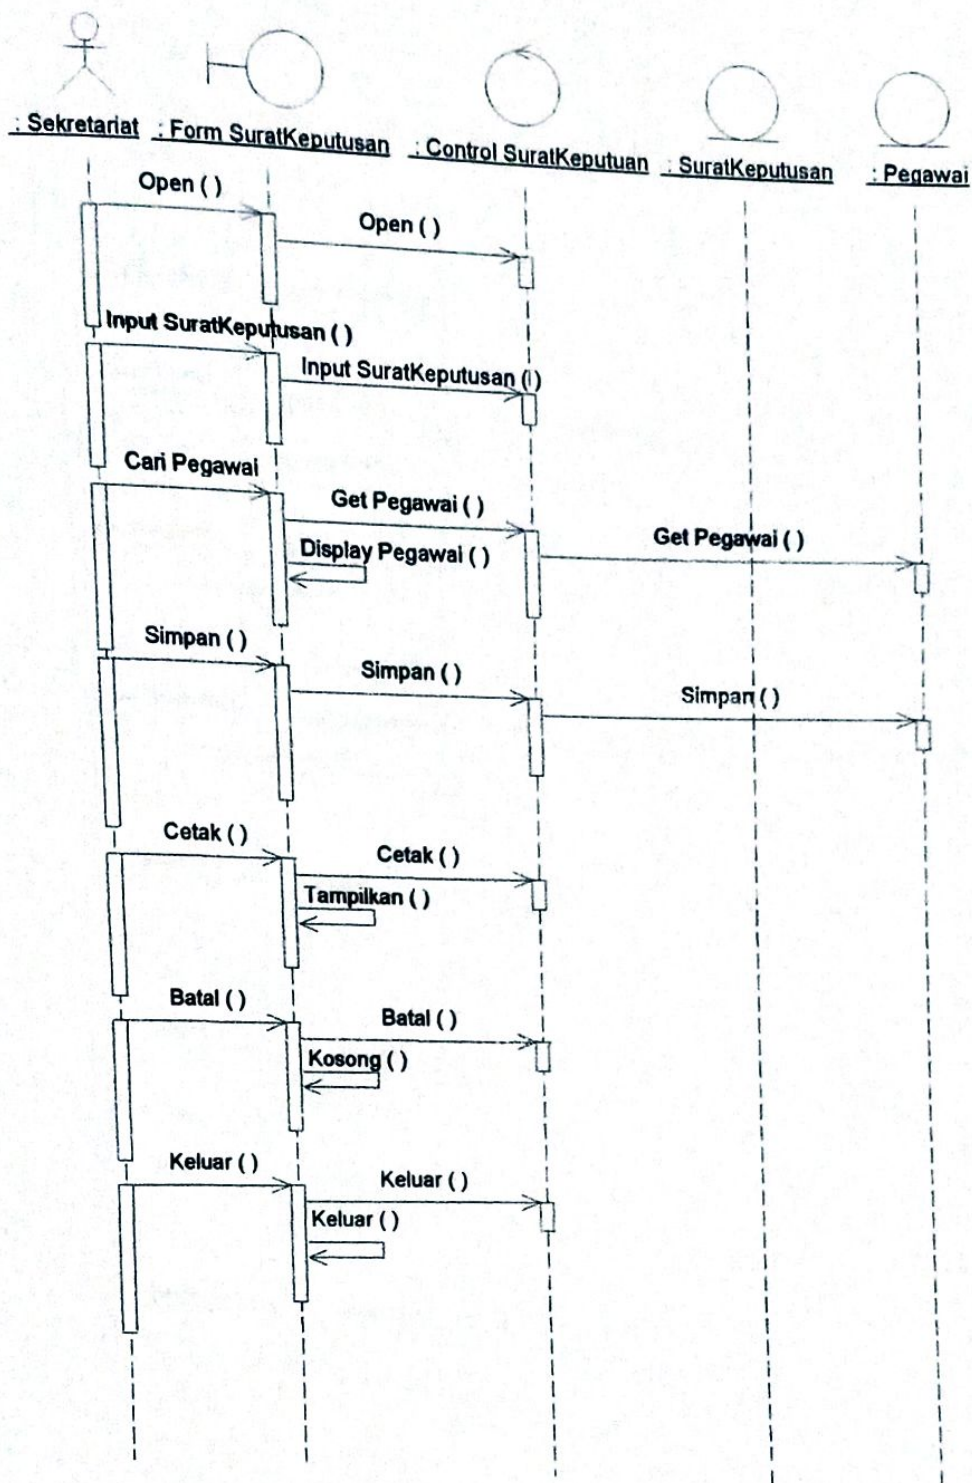 : Sekretariat
: Form SuratKeputusan
: Control SuratKeputuan
: SuratKeputusan
: Pegawai
Open ( )
Open ( )
Input SuratKeputusan ( )
Input SuratKeputusan ( )
Cari Pegawai
Get Pegawai ( )
Get Pegawai ( )
Display Pegawai ( )
Simpan ( )
Simpan ( )
Simpan ( )
Cetak ( )
Cetak ( )
Tampilkan ( )
Batal ( )
Batal ( )
Kosong ( )
Keluar ( )
Keluar ( )
Keluar ( )